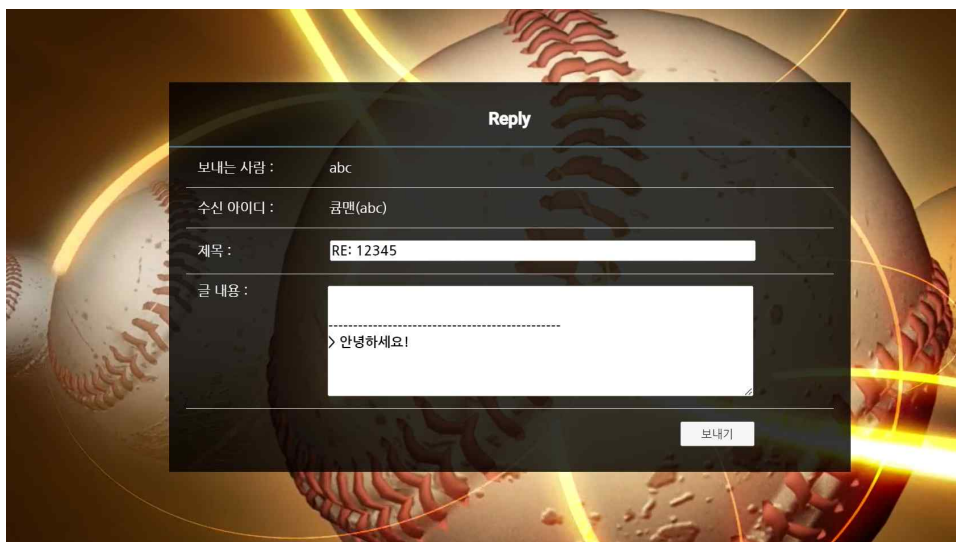 Reply
보내는 사람 : abc
수신 아이디 : 큠맨(abc)
제목 : RE: 12345
글 내용 :
-----------------------------------------------
> 안녕하세요!
보내기